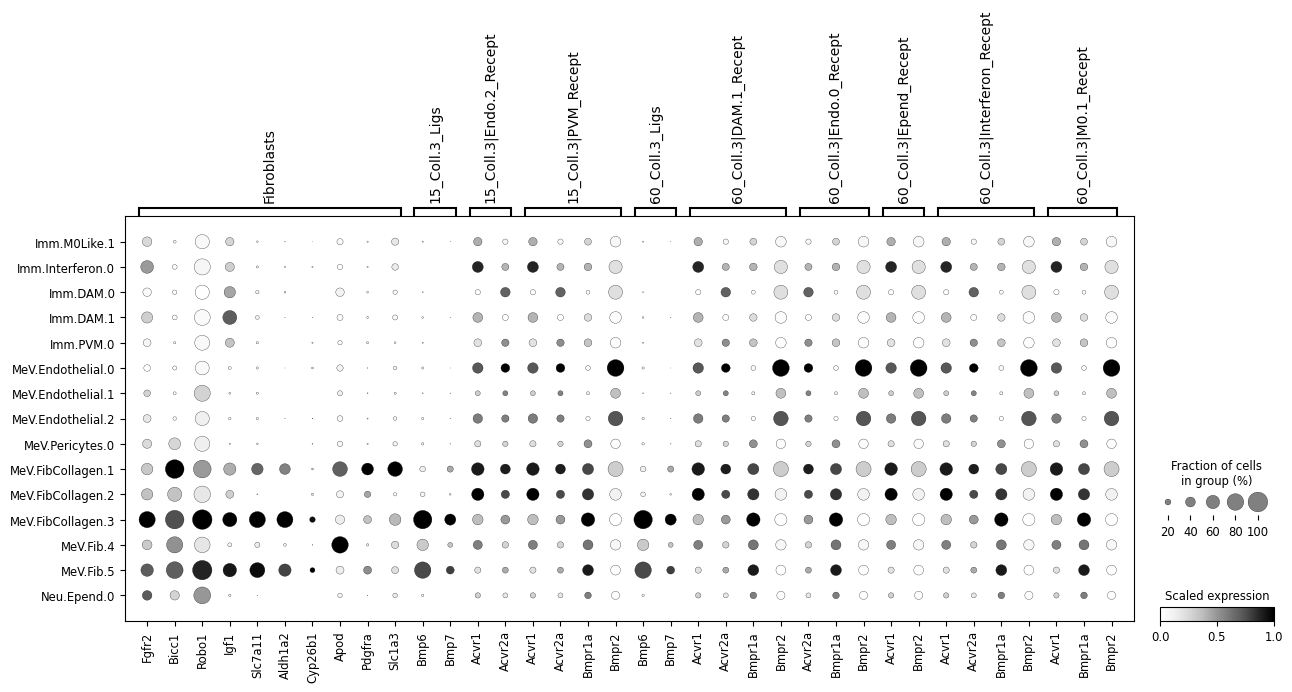 Fibroblasts
15_Coll.3_Ligs
15_Coll.3|Endo.2_Recept
15_Coll.3|PVM_Recept
60_Coll.3_Ligs
60_Coll.3|DAM.1_Recept
60_Coll.3|Endo.0_Recept
60_Coll.3|Epend_Recept
60_Coll.3|Interferon_Recept
60_Coll.3|M0.1_Recept
Imm.M0Like.1
Imm.Interferon.0
Imm.DAM.0
Imm.DAM.1
Imm.PVM.0
MeV.Endothelial.0
MeV.Endothelial.1
MeV.Endothelial.2
MeV.Pericytes.0
MeV.FibCollagen.1
MeV.FibCollagen.2
MeV.FibCollagen.3
MeV.Fib.4
MeV.Fib.5
Neu.Epend.0
Fgfr2
Bicc1
Robo1
Igf1
Slc7a11
Aldh1a2
Cyp26b1
Apod
Pdgfra
Slc1a3
Bmp6
Bmp7
Acvr1
Acvr2a
Acvr1
Acvr2a
Bmpr1a
Bmpr2
Bmp6
Bmp7
Acvr1
Acvr2a
Bmpr1a
Bmpr2
Acvr2a
Bmpr1a
Bmpr2
Acvr1
Bmpr2
Acvr1
Acvr2a
Bmpr1a
Bmpr2
Acvr1
Bmpr1a
Bmpr2
Fraction of cells
in group (%)
20 40 60 80 100
Scaled expression
0.0 0.5 1.0